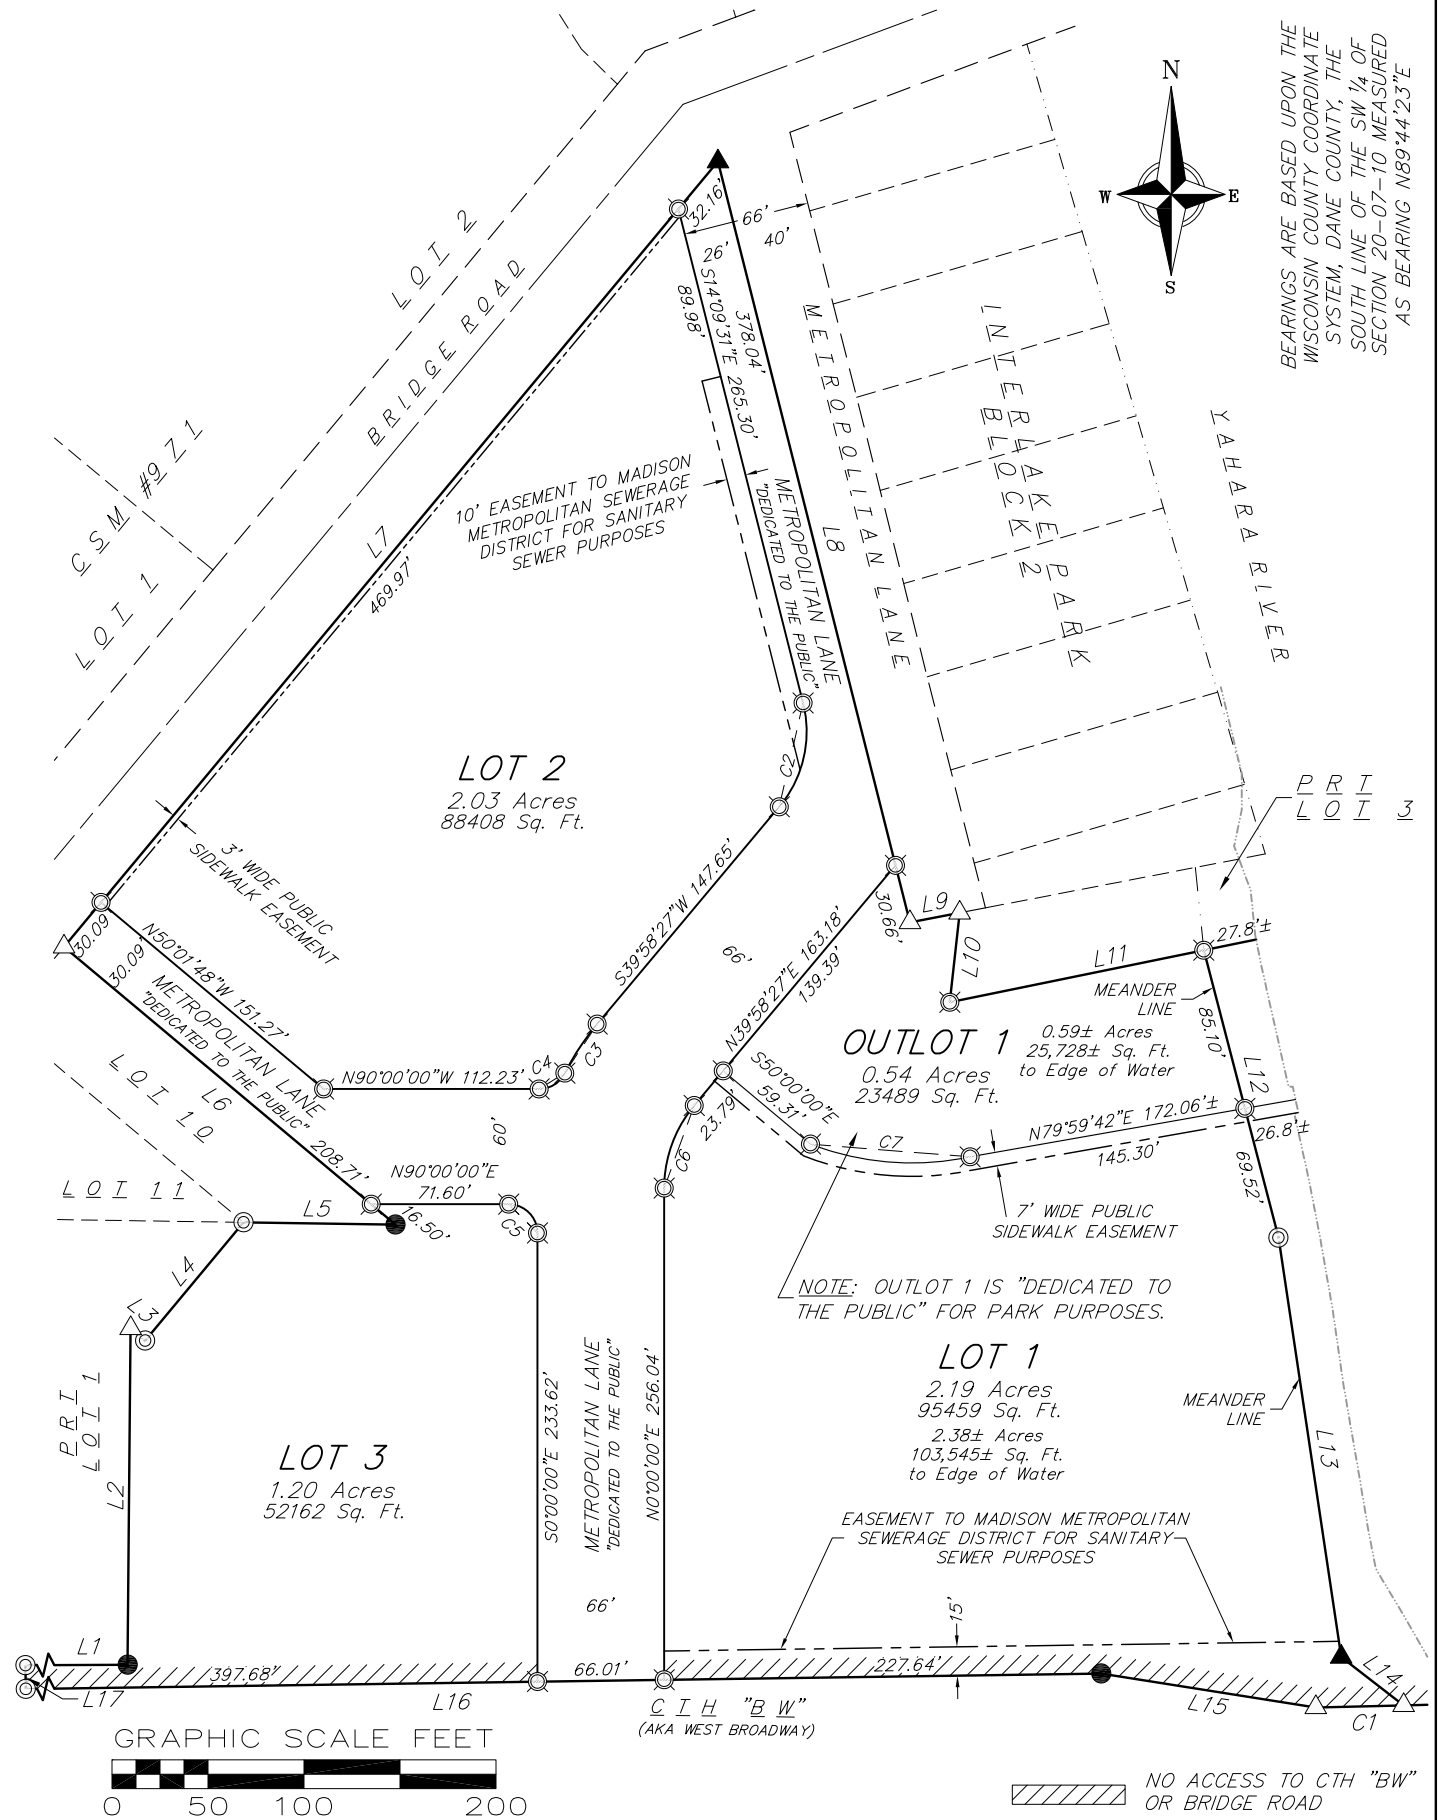 BEARINGS ARE BASED UPON THE
WISCONSIN COUNTY COORDINATE
SYSTEM, DANE COUNTY, THE
SOUTH LINE OF THE SW ¼ OF
SECTION 20-07-10 MEASURED
AS BEARING N89°44'23"E
N
W
E
S
LOT 2
BRIDGE ROAD
CSM #971
LOT 1
32.16'
66'
26'
40'
S14°09'31"E 265.30'
89.98'
378.04'
METROPOLITAN LANE
INTERLAKE PARK
BLOCK 2
YAHARA RIVER
L7
469.97'
10' EASEMENT TO MADISON
METROPOLITAN SEWERAGE
DISTRICT FOR SANITARY
SEWER PURPOSES
METROPOLITAN LANE
"DEDICATED TO THE PUBLIC"
L8
LOT 2
2.03 Acres
88408 Sq. Ft.
C2
PRT
LOT 3
3' WIDE PUBLIC
SIDEWALK EASEMENT
30.09
30.09'
N50°01'48"W 151.27'
METROPOLITAN LANE
"DEDICATED TO THE PUBLIC"
L6
208.71'
S39°58'27"W 147.65'
66'
N39°58'27"E 163.18'
139.39'
30.66'
L9
L10
L11
27.8'±
MEANDER
LINE
85.10'
L12
OUTLOT 1
0.54 Acres
23489 Sq. Ft.
0.59± Acres
25,728± Sq. Ft.
to Edge of Water
N90°00'00"W 112.23'
C4
C3
LOT 10
60'
S50°00'00"E
59.31'
23.79'
C6
C7
N79°59'42"E 172.06'±
145.30'
26.8'±
69.52'
LOT 11
L5
N90°00'00"E
71.60'
16.50'
C5
L4
L3
7' WIDE PUBLIC
SIDEWALK EASEMENT
NOTE: OUTLOT 1 IS "DEDICATED TO
THE PUBLIC" FOR PARK PURPOSES.
PRT
LOT 1
L2
LOT 3
1.20 Acres
52162 Sq. Ft.
S0°00'00"E 233.62'
METROPOLITAN LANE
"DEDICATED TO THE PUBLIC"
N0°00'00"E 256.04'
66'
LOT 1
2.19 Acres
95459 Sq. Ft.
2.38± Acres
103,545± Sq. Ft.
to Edge of Water
MEANDER
LINE
L13
EASEMENT TO MADISON METROPOLITAN
SEWERAGE DISTRICT FOR SANITARY
SEWER PURPOSES
15'
L1
397.68'
L17
L16
66.01'
227.64'
L14
L15
C1
CTH "BW"
(AKA WEST BROADWAY)
GRAPHIC SCALE FEET
0 50 100 200
NO ACCESS TO CTH "BW"
OR BRIDGE ROAD